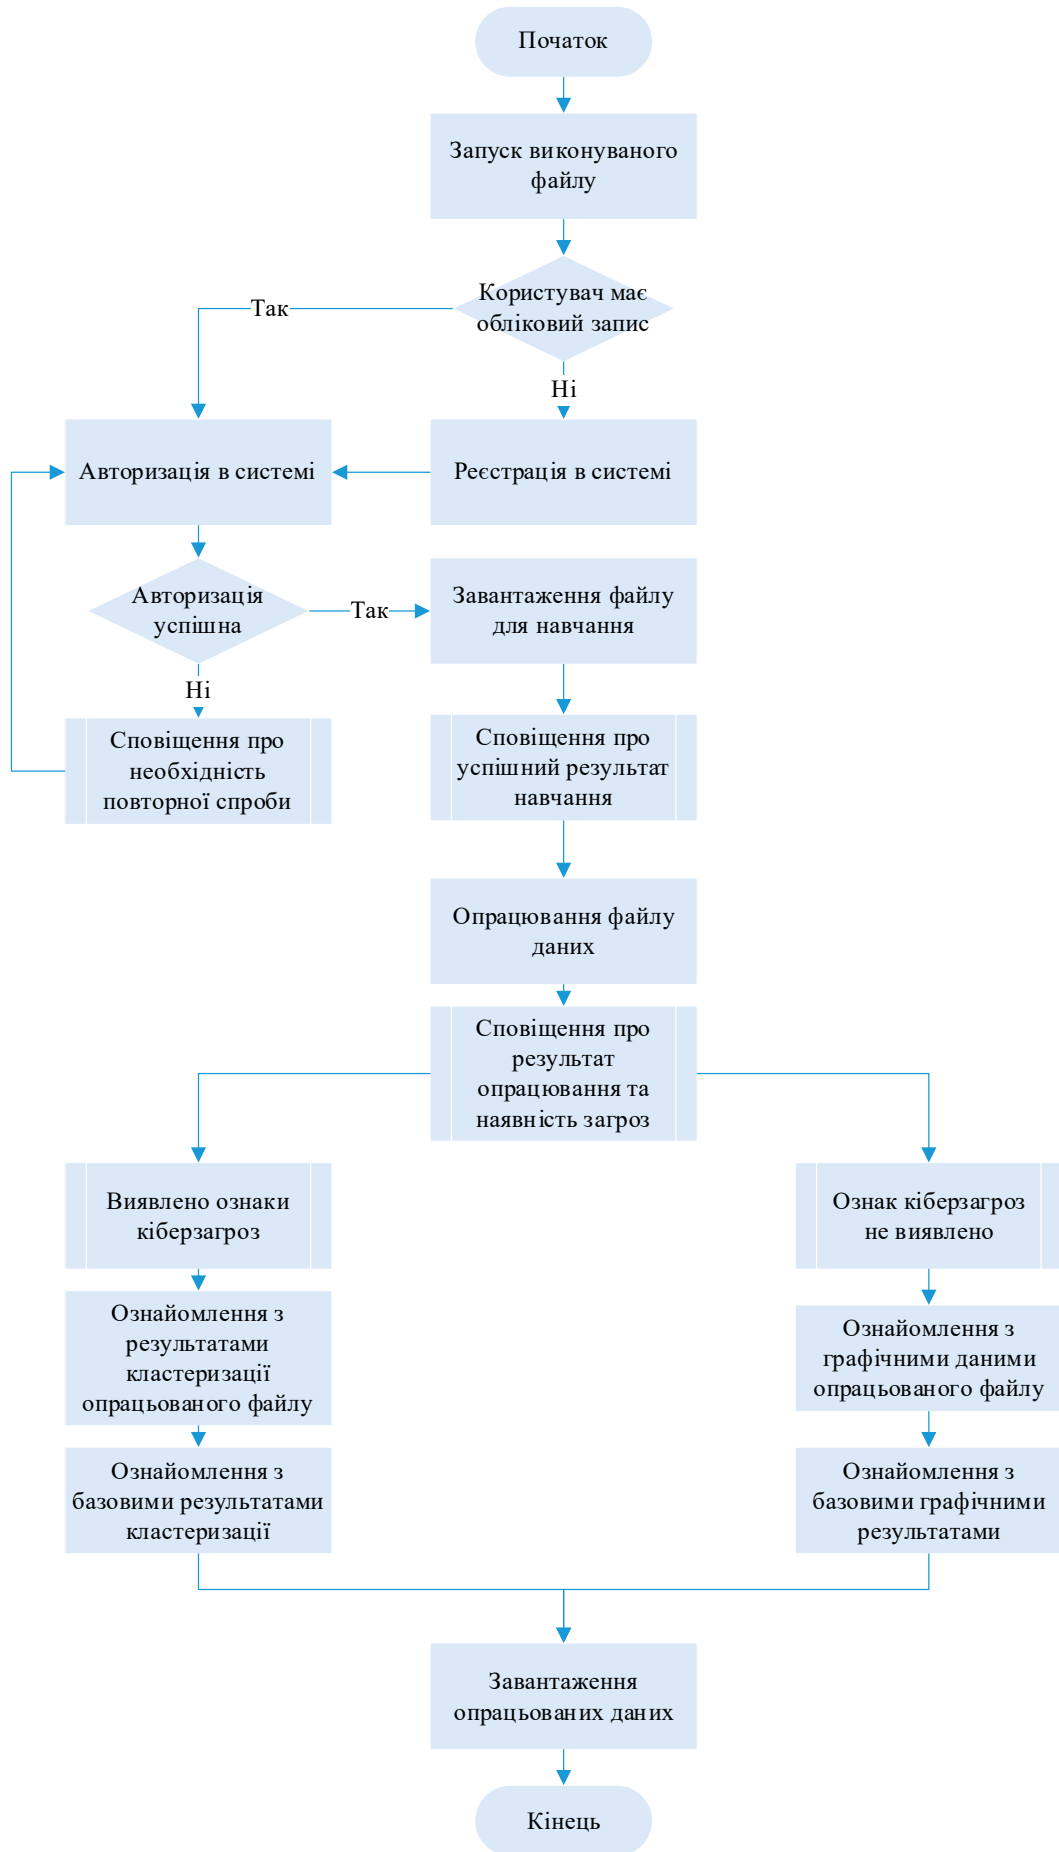 Початок
Запуск виконуваного
файлу
Користувач має
обліковий запис
Так
Ні
Авторизація в системі
Реєстрація в системі
Авторизація
успішна
Так
Завантаження файлу
для навчання
Ні
Сповіщення про
необхідність
повторної спроби
Сповіщення про
успішний результат
навчання
Опрацювання файлу
даних
Сповіщення про
результат
опрацювання та
наявність загроз
Виявлено ознаки
кіберзагроз
Ознак кіберзагроз
не виявлено
Ознайомлення з
результатами
кластеризації
опрацьованого файлу
Ознайомлення з
графічними даними
опрацьованого файлу
Ознайомлення з
базовими результатами
кластеризації
Ознайомлення з
базовими графічними
результатами
Завантаження
опрацьованих даних
Кінець